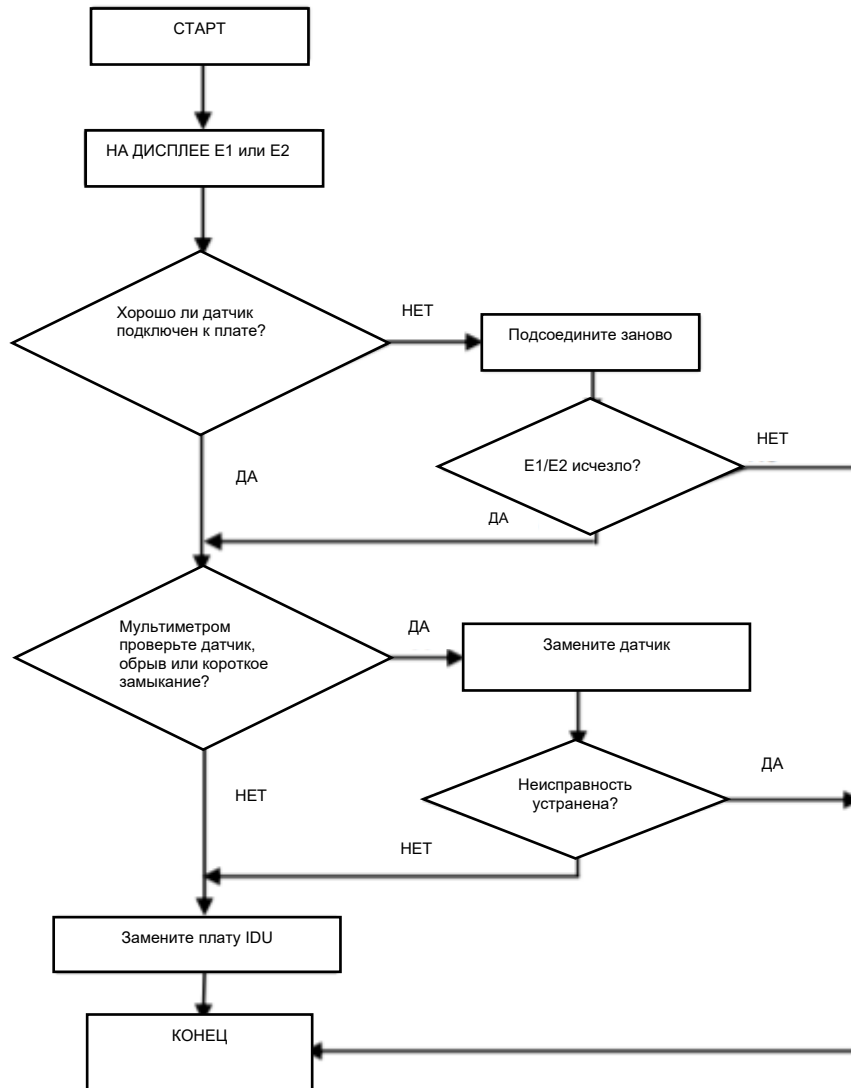 СТАРТ
НА ДИСПЛЕЕ E1 или E2
Хорошо ли датчик
подключен к плате?
НЕТ
Подсоедините заново
ДА
E1/E2 исчезло?
НЕТ
ДА
Мультиметром
проверьте датчик,
обрыв или короткое
замыкание?
ДА
Замените датчик
НЕТ
Неисправность
устранена?
ДА
НЕТ
Замените плату IDU
КОНЕЦ